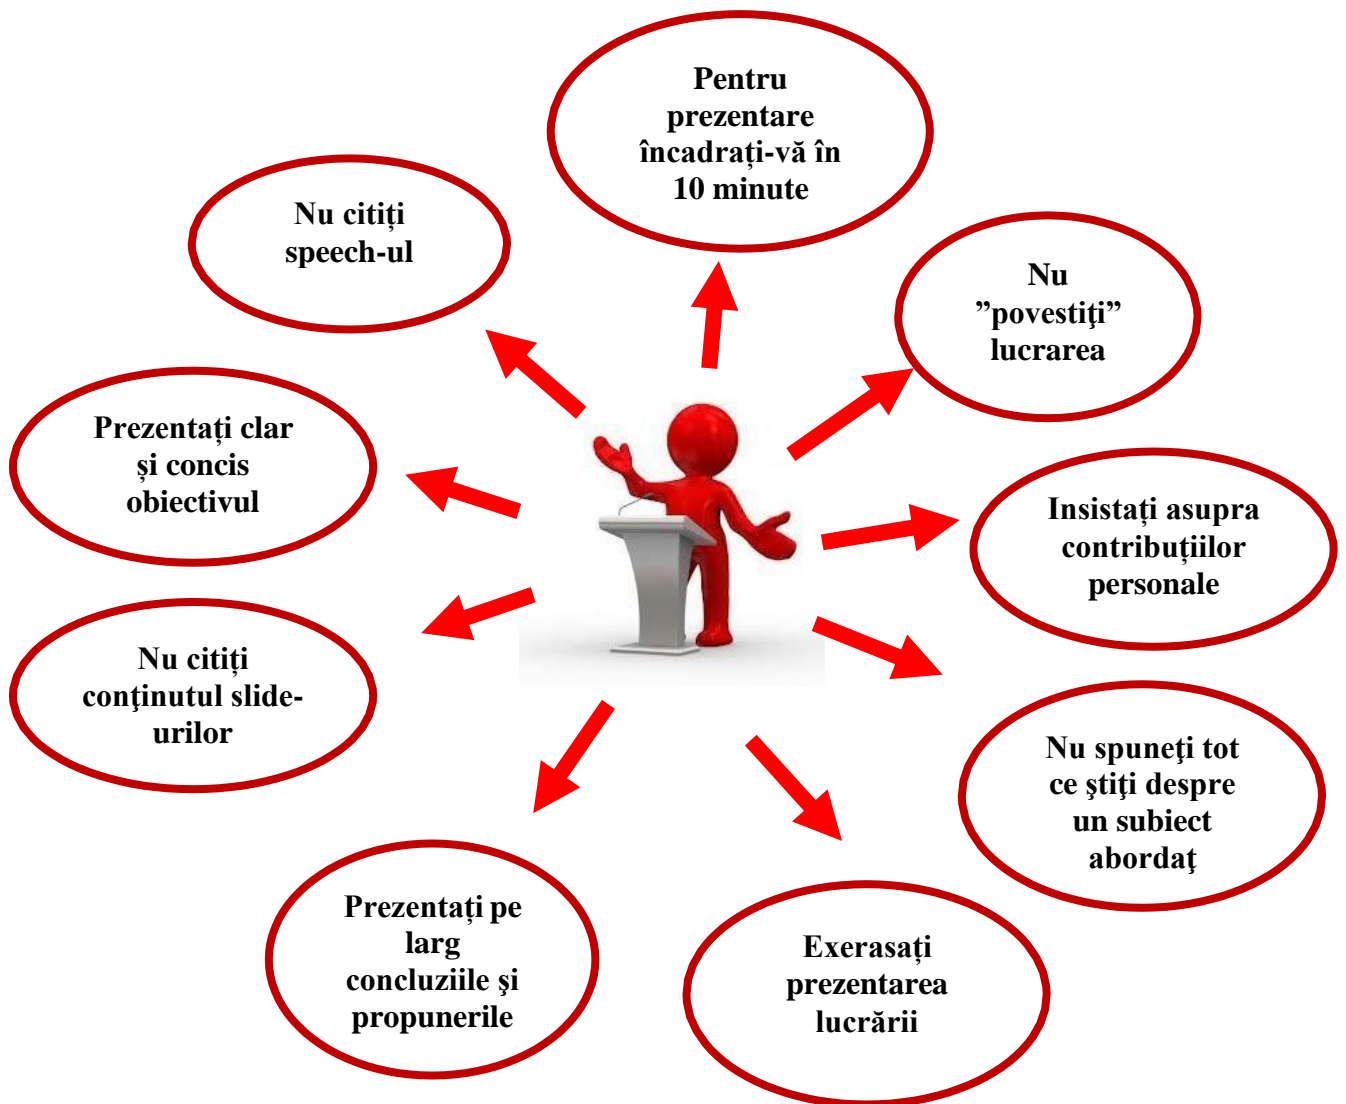 Pentru
prezentare
încadrați-vă în
10 minute
Nu citiți
speech-ul
Nu
”povestiţi”
lucrarea
Prezentați clar
și concis
obiectivul
Insistați asupra
contribuțiilor
personale
Nu citiți
conţinutul slide-
urilor
Nu spuneţi tot
ce ştiţi despre
un subiect
abordaţ
Prezentați pe
larg
concluziile şi
propunerile
Exerasați
prezentarea
lucrării